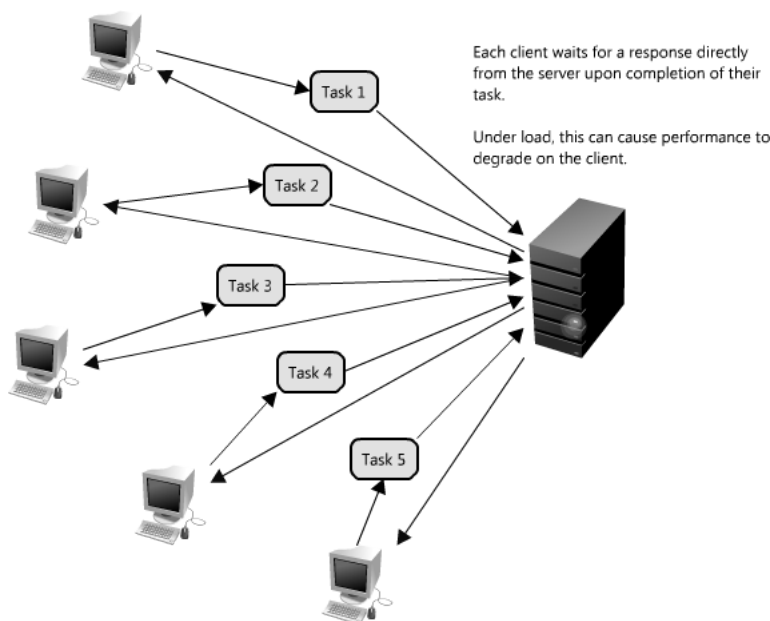 Each client waits for a response directly
from the server upon completion of their
task.
Under load, this can cause performance to
degrade on the client.
Task 1
Task 2
Task 3
Task 4
Task 5